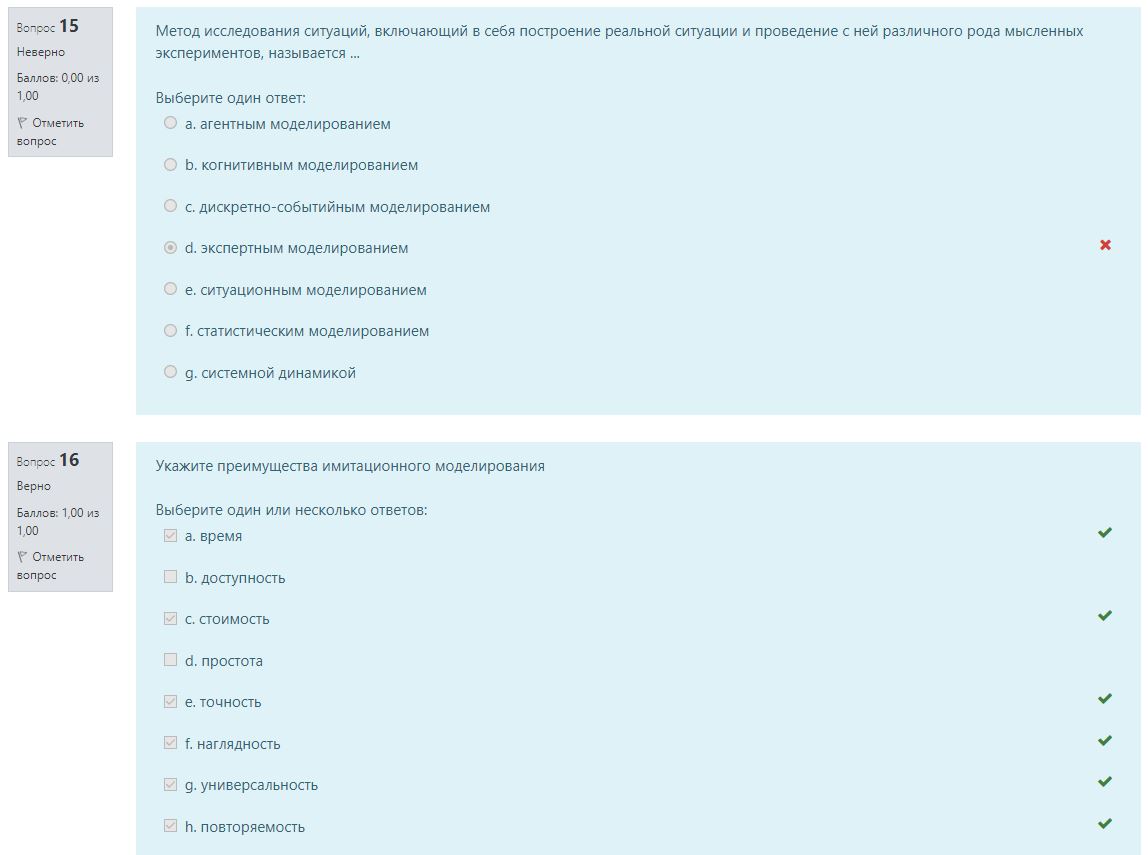 Вопрос 15
Неверно
Баллов: 0,00 из
1,00
Отметить
вопрос
Метод исследования ситуаций, включающий в себя построение реальной ситуации и проведение с ней различного рода мысленных
экспериментов, называется ...
Выберите один ответ:
a. агентным моделированием
b. когнитивным моделированием
c. дискретно-событийным моделированием
d. экспертным моделированием
e. ситуационным моделированием
f. статистическим моделированием
g. системной динамикой
Вопрос 16
Верно
Баллов: 1,00 из
1,00
Отметить
вопрос
Укажите преимущества имитационного моделирования
Выберите один или несколько ответов:
a. время
b. доступность
c. стоимость
d. простота
e. точность
f. наглядность
g. универсальность
h. повторяемость